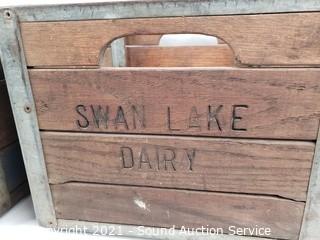 SWAN LAKE
DAIRY
Copyright 2021 - Sound Auction Service